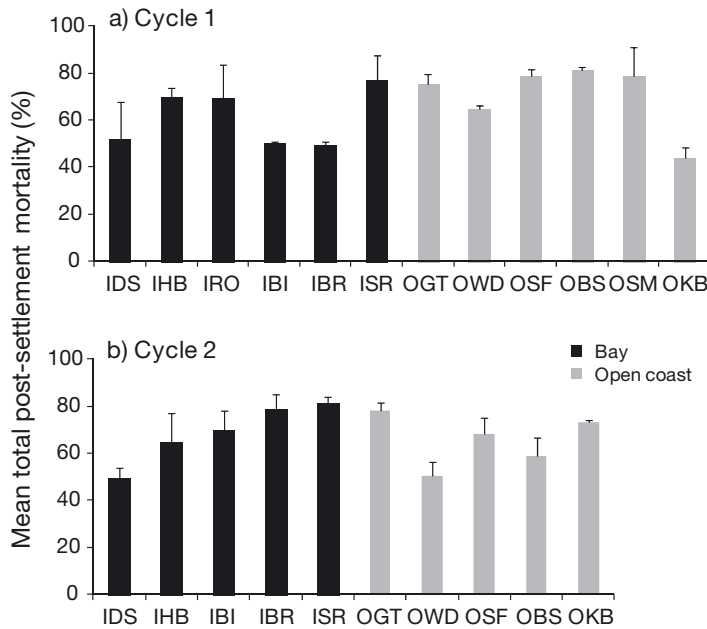 Mean total post-settlement mortality (%)
a) Cycle 1
100
80
60
40
20
0
IDS IHB IRO IBI IBR ISR OGT OWD OSF OBS OSM OKB
b) Cycle 2
100
80
60
40
20
0
Bay
Open coast
IDS IHB IBI IBR ISR OGT OWD OSF OBS OKB